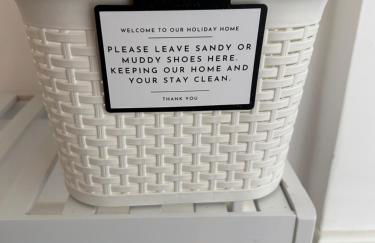 WELCOME TO OUR HOLIDAY HOME
PLEASE LEAVE SANDY OR
MUDDY SHOES HERE.
KEEPING OUR HOME AND
YOUR STAY CLEAN.
THANK YOU